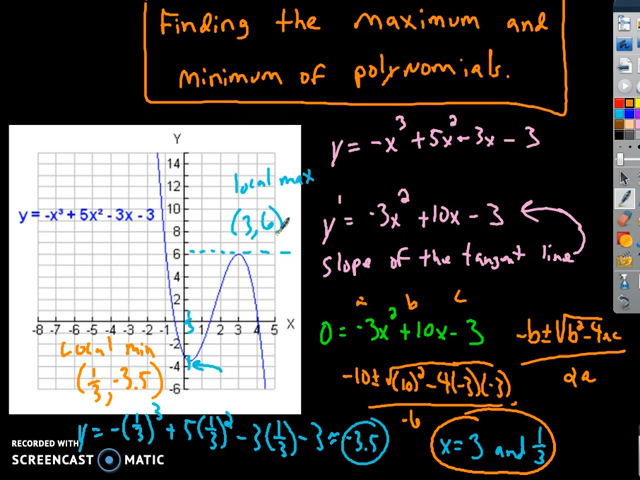 Finding the maximum and
minimum of polynomials.
y = -x³ + 5x² - 3x - 3
Y
14
12
10
8
6
4
2
-2
-4
-6
-8 -7 -6 -5 -4 -3 -2 -1 1 2 3 4 5 X
y = -x³ + 5x² - 3x - 3
local max
(3, 6)
1/3
Local min
(1/3, -3.5)
y' = -3x² + 10x - 3
slope of the tangent line
a b c
0 = -3x² + 10x - 3
-b ± √b² - 4ac
2a
-10 ± √(10)² - 4(-3)(-3)
-6
x = 3 and 1/3
y = -(1/3)³ + 5(1/3)² - 3(1/3) - 3 ≈ -3.5
RECORDED WITH
SCREENCAST MATIC